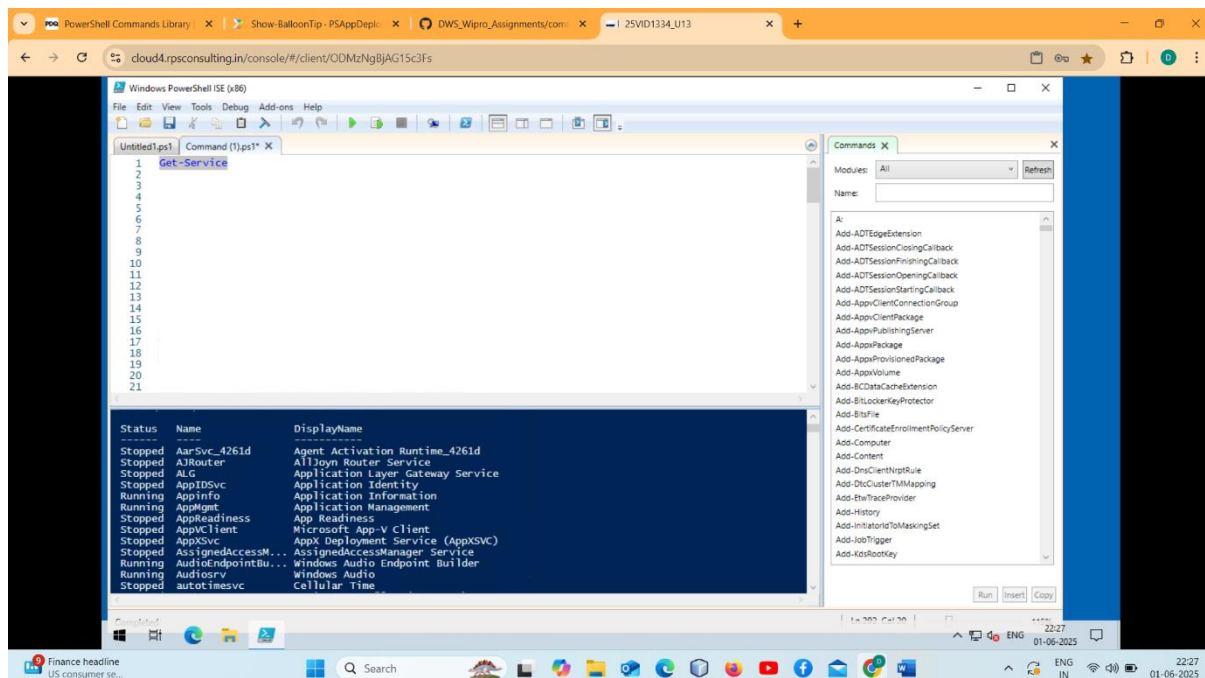 PowerShell Commands Library |
Show-BalloonTip - PSAppDeplo
DWS_Wipro_Assignments/com
25VID1334_U13
cloud4.rpsconsulting.in/console/#/client/ODMzNgBjAG15c3Fs
D
Windows PowerShell ISE (x86)
File Edit View Tools Debug Add-ons Help
Untitled1.ps1 Command (1).ps1* X
1 Get-Service
2
3
4
5
6
7
8
9
10
11
12
13
14
15
16
17
18
19
20
21
Status Name DisplayName
------ ---- -----------
Stopped AarSvc_4261d Agent Activation Runtime_4261d
Stopped AJRouter AllJoyn Router Service
Stopped ALG Application Layer Gateway Service
Stopped AppIDSvc Application Identity
Running Appinfo Application Information
Running AppMgmt Application Management
Stopped AppReadiness App Readiness
Stopped AppVClient Microsoft App-V Client
Stopped AppXSvc AppX Deployment Service (AppXSVC)
Stopped AssignedAccessM... AssignedAccessManager Service
Running AudioEndpointBu... Windows Audio Endpoint Builder
Running Audiosrv Windows Audio
Stopped autotimesvc Cellular Time
Completed
Commands X
Modules: All Refresh
Name:
A:
Add-ADTEdgeExtension
Add-ADTSessionClosingCallback
Add-ADTSessionFinishingCallback
Add-ADTSessionOpeningCallback
Add-ADTSessionStartingCallback
Add-AppvClientConnectionGroup
Add-AppvClientPackage
Add-AppvPublishingServer
Add-AppxPackage
Add-AppxProvisionedPackage
Add-AppxVolume
Add-BCDataCacheExtension
Add-BitLockerKeyProtector
Add-BitsFile
Add-CertificateEnrollmentPolicyServer
Add-Computer
Add-Content
Add-DnsClientNrptRule
Add-DtcClusterTMMapping
Add-EtwTraceProvider
Add-History
Add-InitiatorIdToMaskingSet
Add-JobTrigger
Add-KdsRootKey
Run Insert Copy
ENG
22:27
01-06-2025
9
Finance headline
US consumer se...
Search
ENG
IN
22:27
01-06-2025